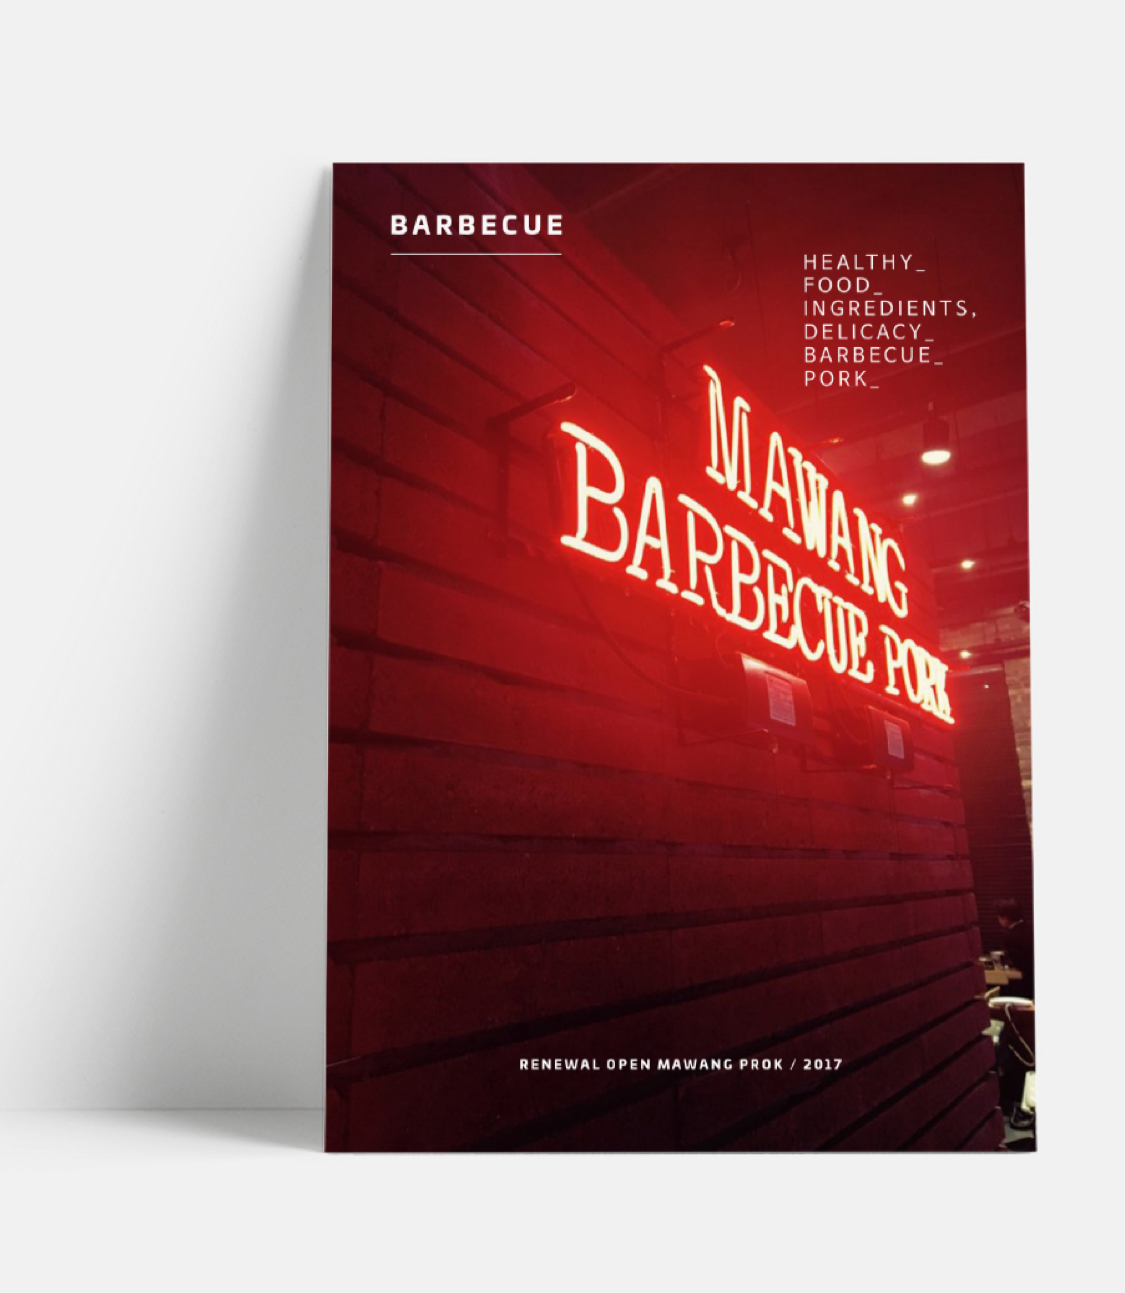 BARBECUE
HEALTHY_
FOOD_
INGREDIENTS,
DELICACY_
BARBECUE_
PORK_
MAWANG
BARBECUE PORK
RENEWAL OPEN MAWANG PROK / 2017